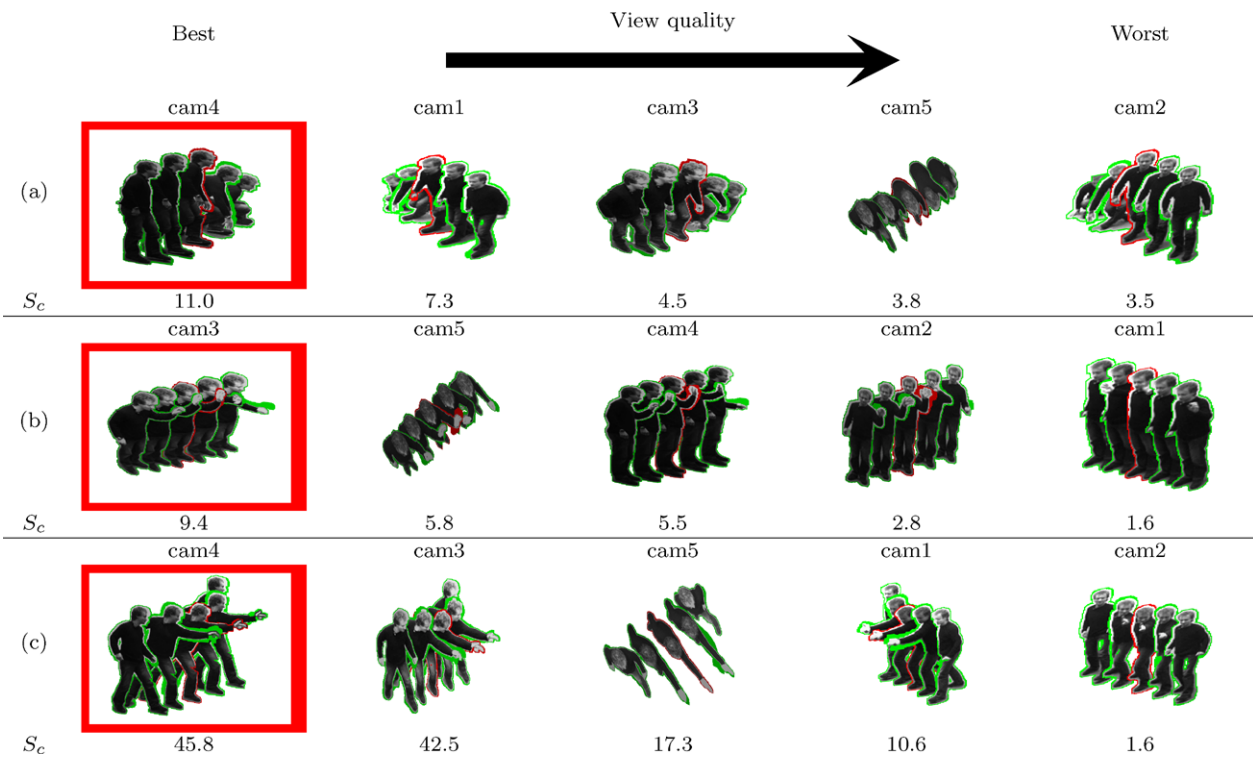 View quality
Best Worst
cam4 cam1 cam3 cam5 cam2
(a)
S_c 11.0 7.3 4.5 3.8 3.5
cam3 cam5 cam4 cam2 cam1
(b)
S_c 9.4 5.8 5.5 2.8 1.6
cam4 cam3 cam5 cam1 cam2
(c)
S_c 45.8 42.5 17.3 10.6 1.6